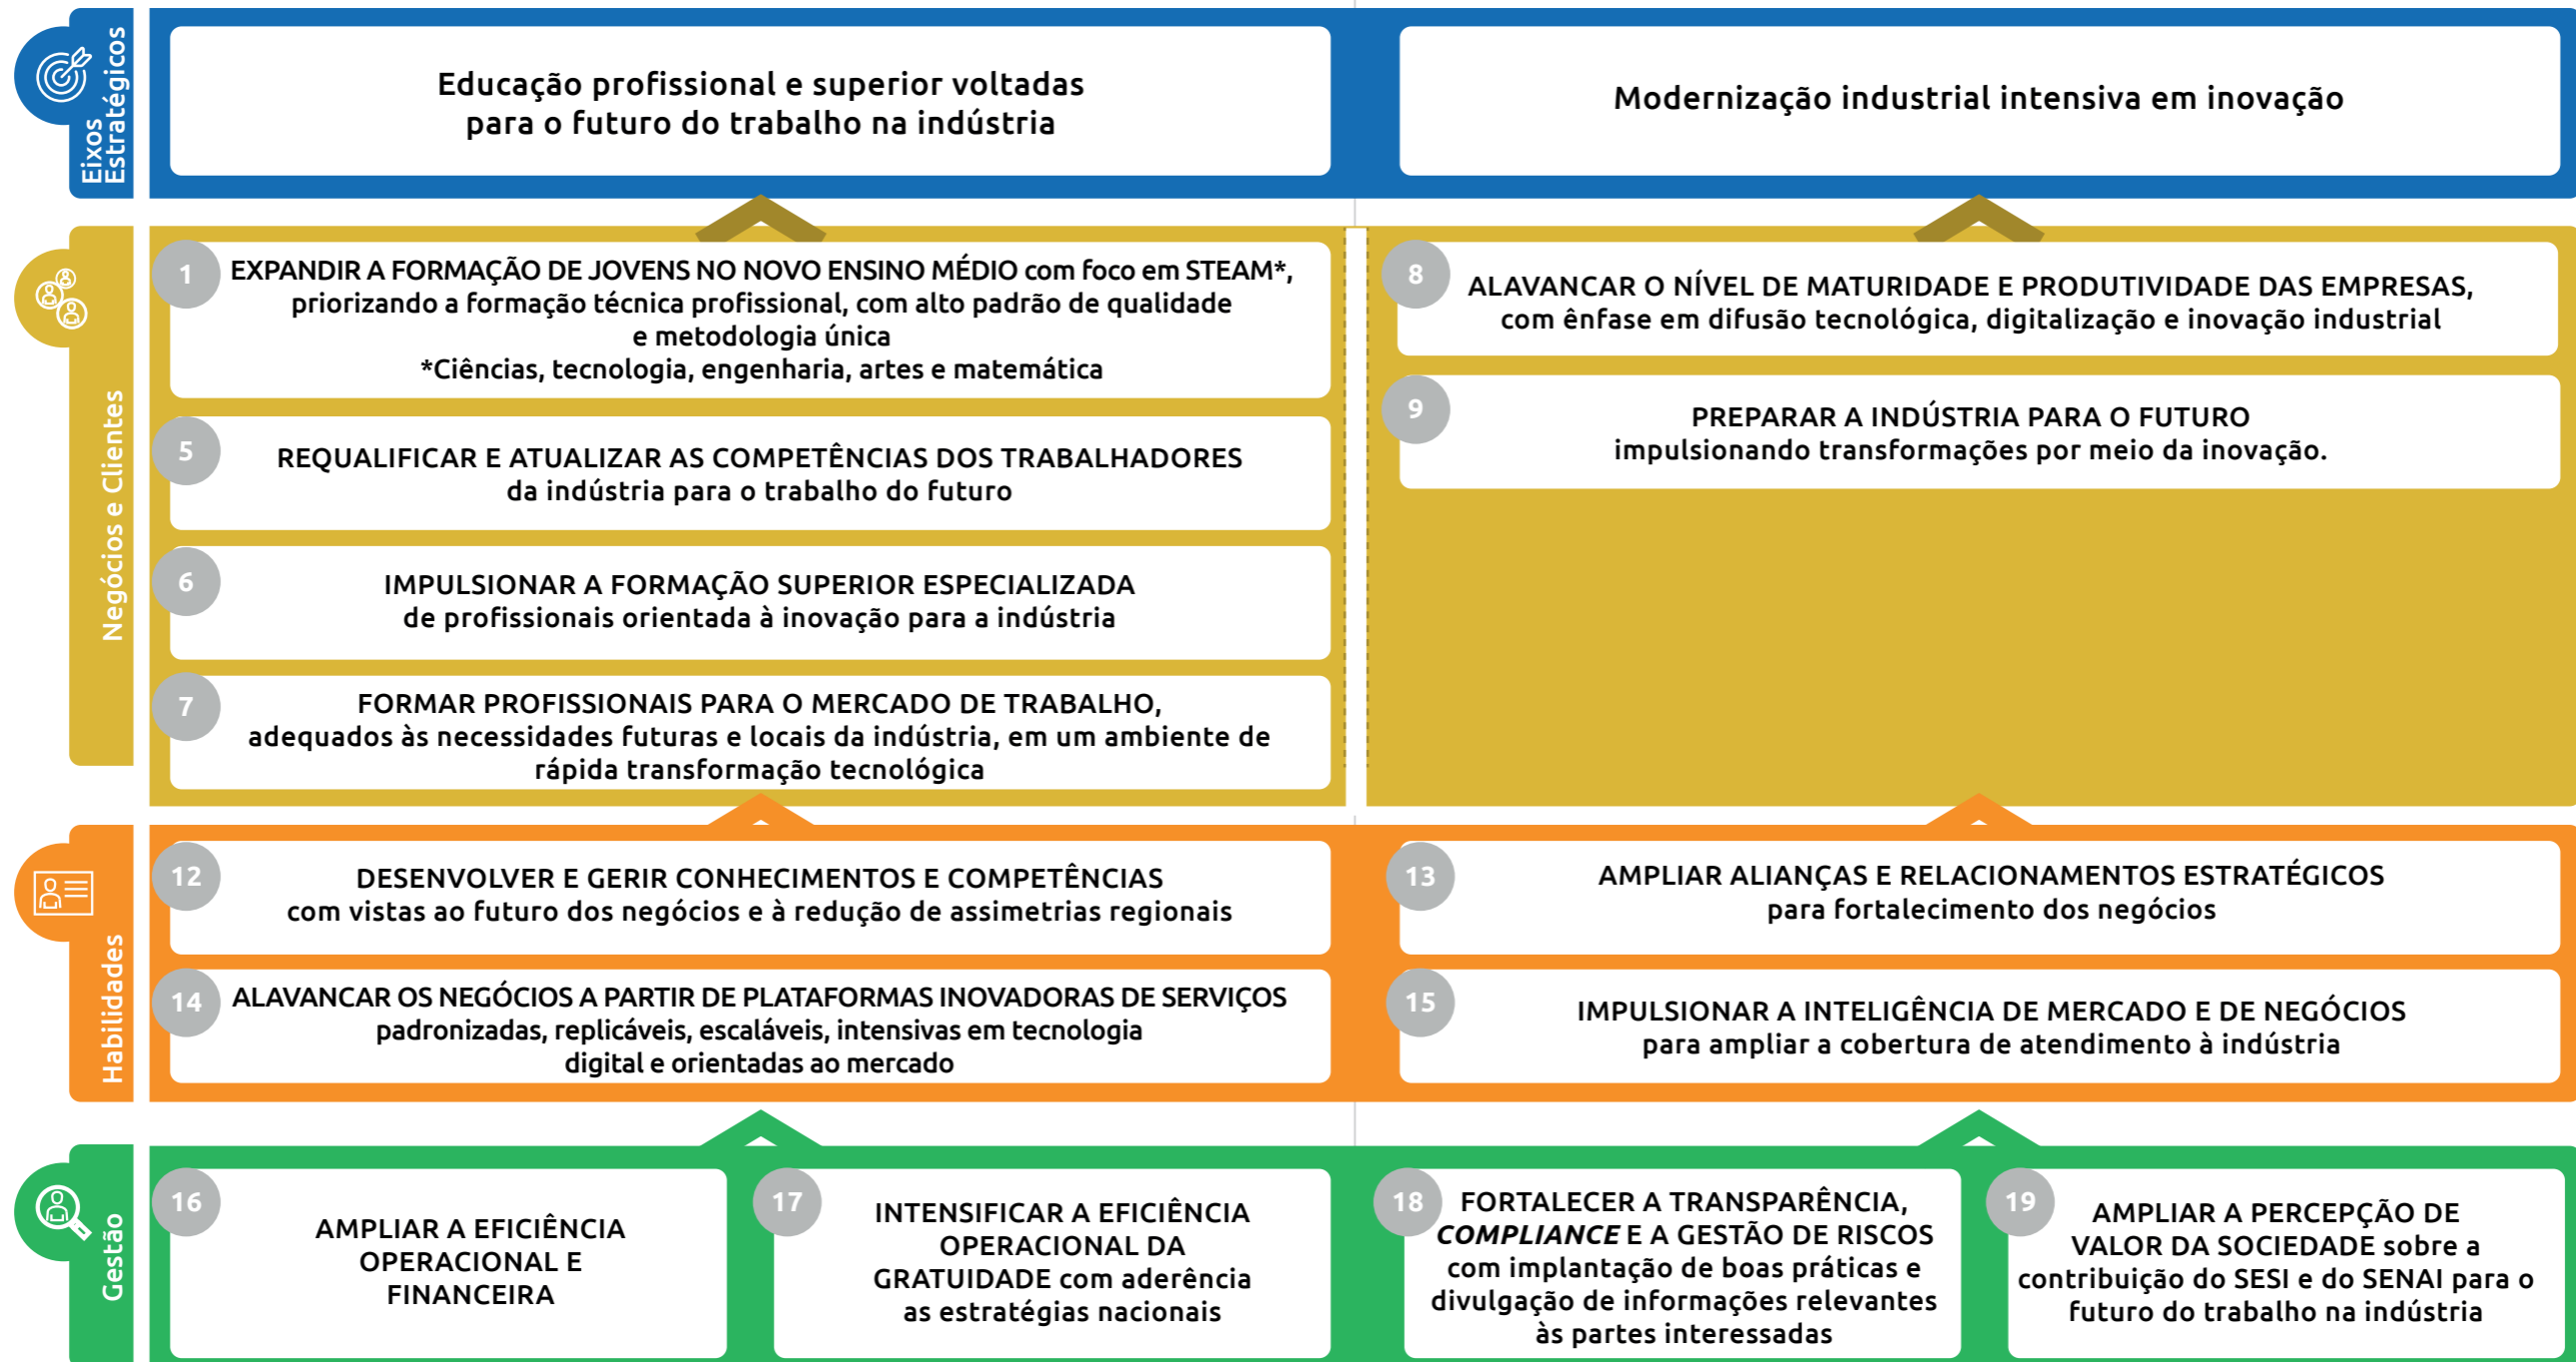 Eixos
Estratégicos
Educação profissional e superior voltadas
para o futuro do trabalho na indústria
Modernização industrial intensiva em inovação
Negócios e Clientes
1
EXPANDIR A FORMAÇÃO DE JOVENS NO NOVO ENSINO MÉDIO com foco em STEAM*,
priorizando a formação técnica profissional, com alto padrão de qualidade
e metodologia única
*Ciências, tecnologia, engenharia, artes e matemática
5
REQUALIFICAR E ATUALIZAR AS COMPETÊNCIAS DOS TRABALHADORES
da indústria para o trabalho do futuro
6
IMPULSIONAR A FORMAÇÃO SUPERIOR ESPECIALIZADA
de profissionais orientada à inovação para a indústria
7
FORMAR PROFISSIONAIS PARA O MERCADO DE TRABALHO,
adequados às necessidades futuras e locais da indústria, em um ambiente de
rápida transformação tecnológica
8
ALAVANCAR O NÍVEL DE MATURIDADE E PRODUTIVIDADE DAS EMPRESAS,
com ênfase em difusão tecnológica, digitalização e inovação industrial
9
PREPARAR A INDÚSTRIA PARA O FUTURO
impulsionando transformações por meio da inovação.
Habilidades
12
DESENVOLVER E GERIR CONHECIMENTOS E COMPETÊNCIAS
com vistas ao futuro dos negócios e à redução de assimetrias regionais
13
AMPLIAR ALIANÇAS E RELACIONAMENTOS ESTRATÉGICOS
para fortalecimento dos negócios
14
ALAVANCAR OS NEGÓCIOS A PARTIR DE PLATAFORMAS INOVADORAS DE SERVIÇOS
padronizadas, replicáveis, escaláveis, intensivas em tecnologia
digital e orientadas ao mercado
15
IMPULSIONAR A INTELIGÊNCIA DE MERCADO E DE NEGÓCIOS
para ampliar a cobertura de atendimento à indústria
Gestão
16
AMPLIAR A EFICIÊNCIA
OPERACIONAL E
FINANCEIRA
17
INTENSIFICAR A EFICIÊNCIA
OPERACIONAL DA
GRATUIDADE com aderência
as estratégias nacionais
18
FORTALECER A TRANSPARÊNCIA,
COMPLIANCE E A GESTÃO DE RISCOS
com implantação de boas práticas e
divulgação de informações relevantes
às partes interessadas
19
AMPLIAR A PERCEPÇÃO DE
VALOR DA SOCIEDADE sobre a
contribuição do SESI e do SENAI para o
futuro do trabalho na indústria